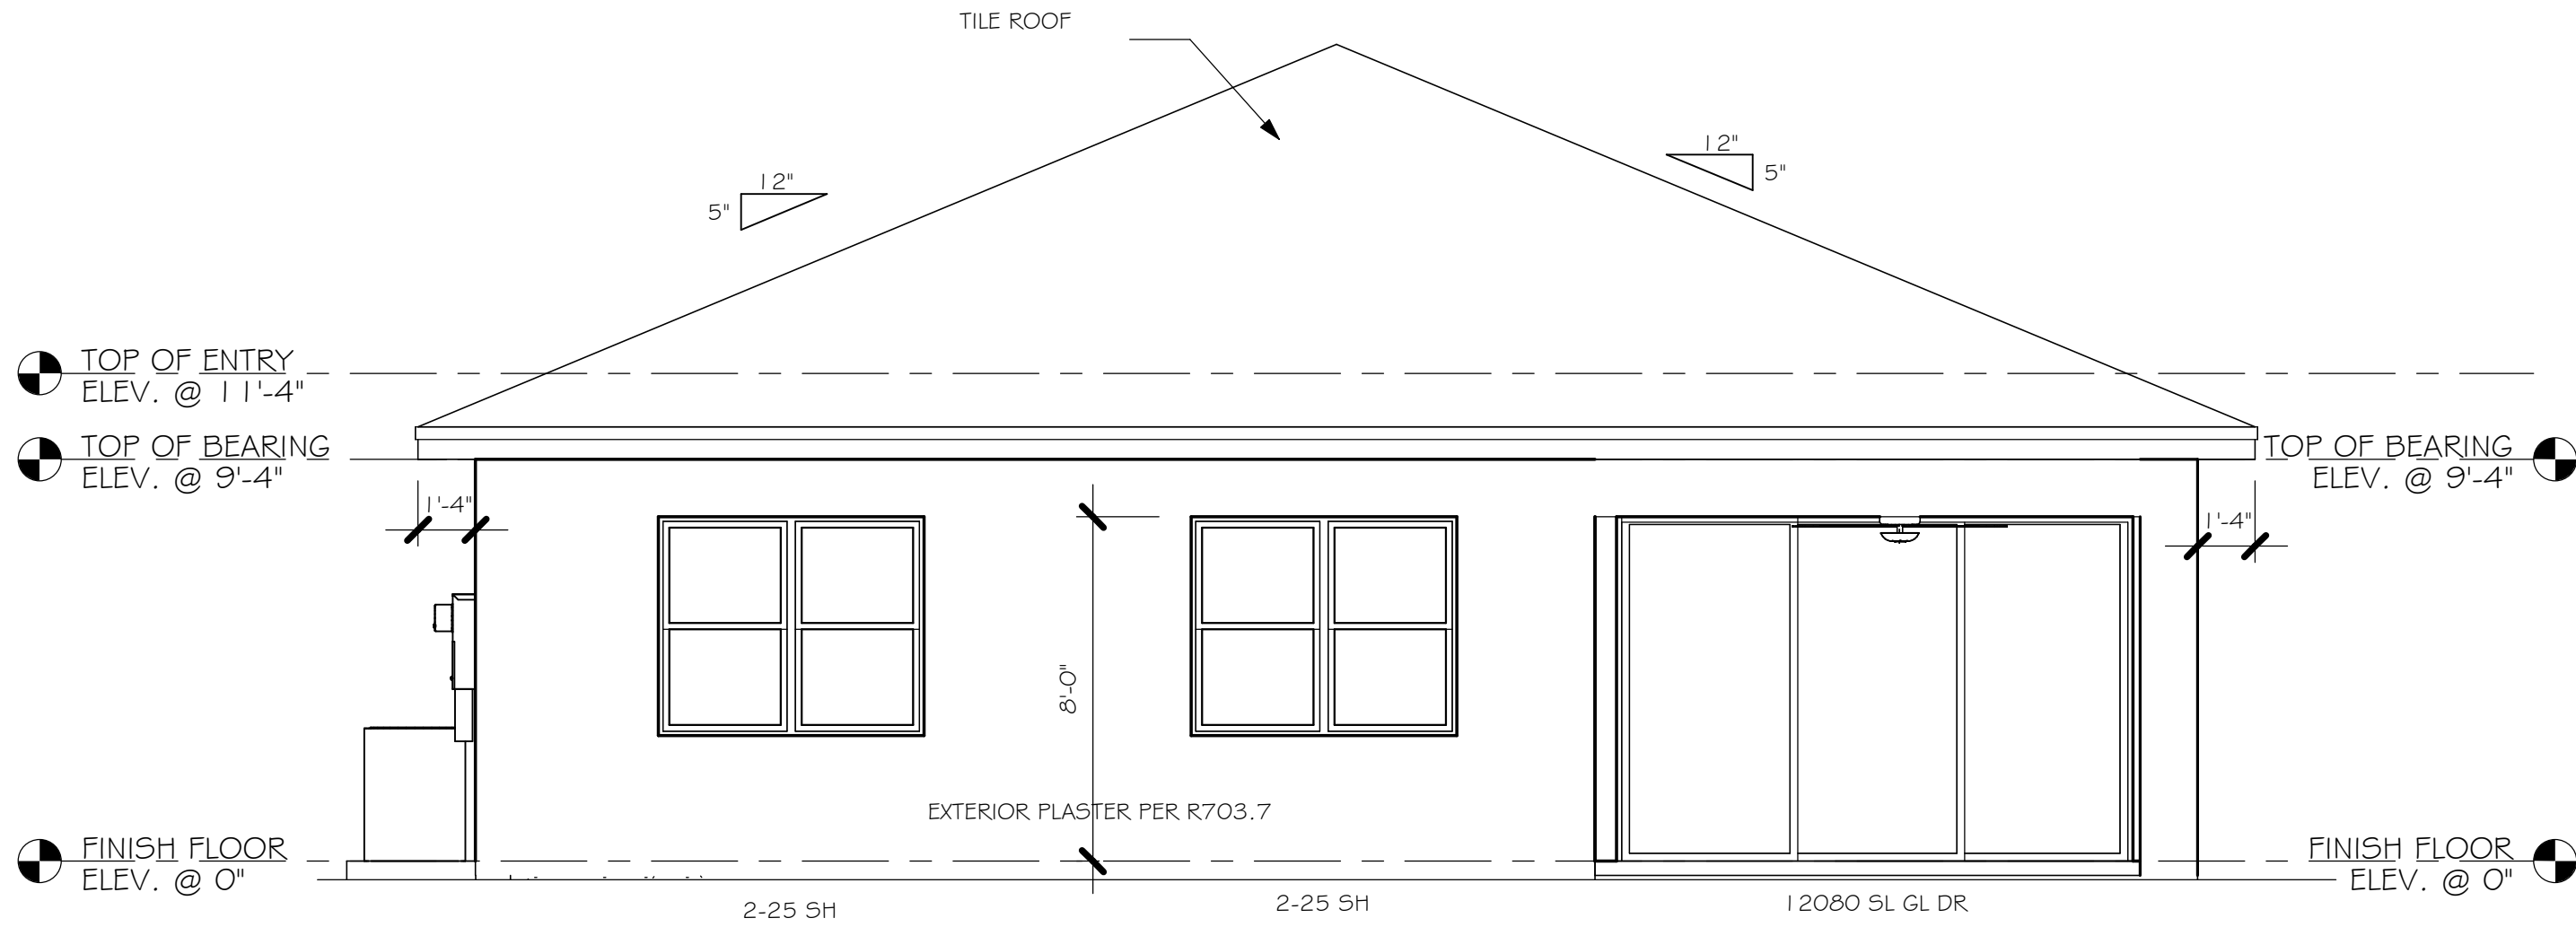 TILE ROOF
12"
5"
12"
5"
TOP OF ENTRY
ELEV. @ 11'-4"
TOP OF BEARING
ELEV. @ 9'-4"
TOP OF BEARING
ELEV. @ 9'-4"
1'-4"
1'-4"
8'-0"
EXTERIOR PLASTER PER R703.7
FINISH FLOOR
ELEV. @ 0"
FINISH FLOOR
ELEV. @ 0"
2-25 SH
2-25 SH
12080 SL GL DR